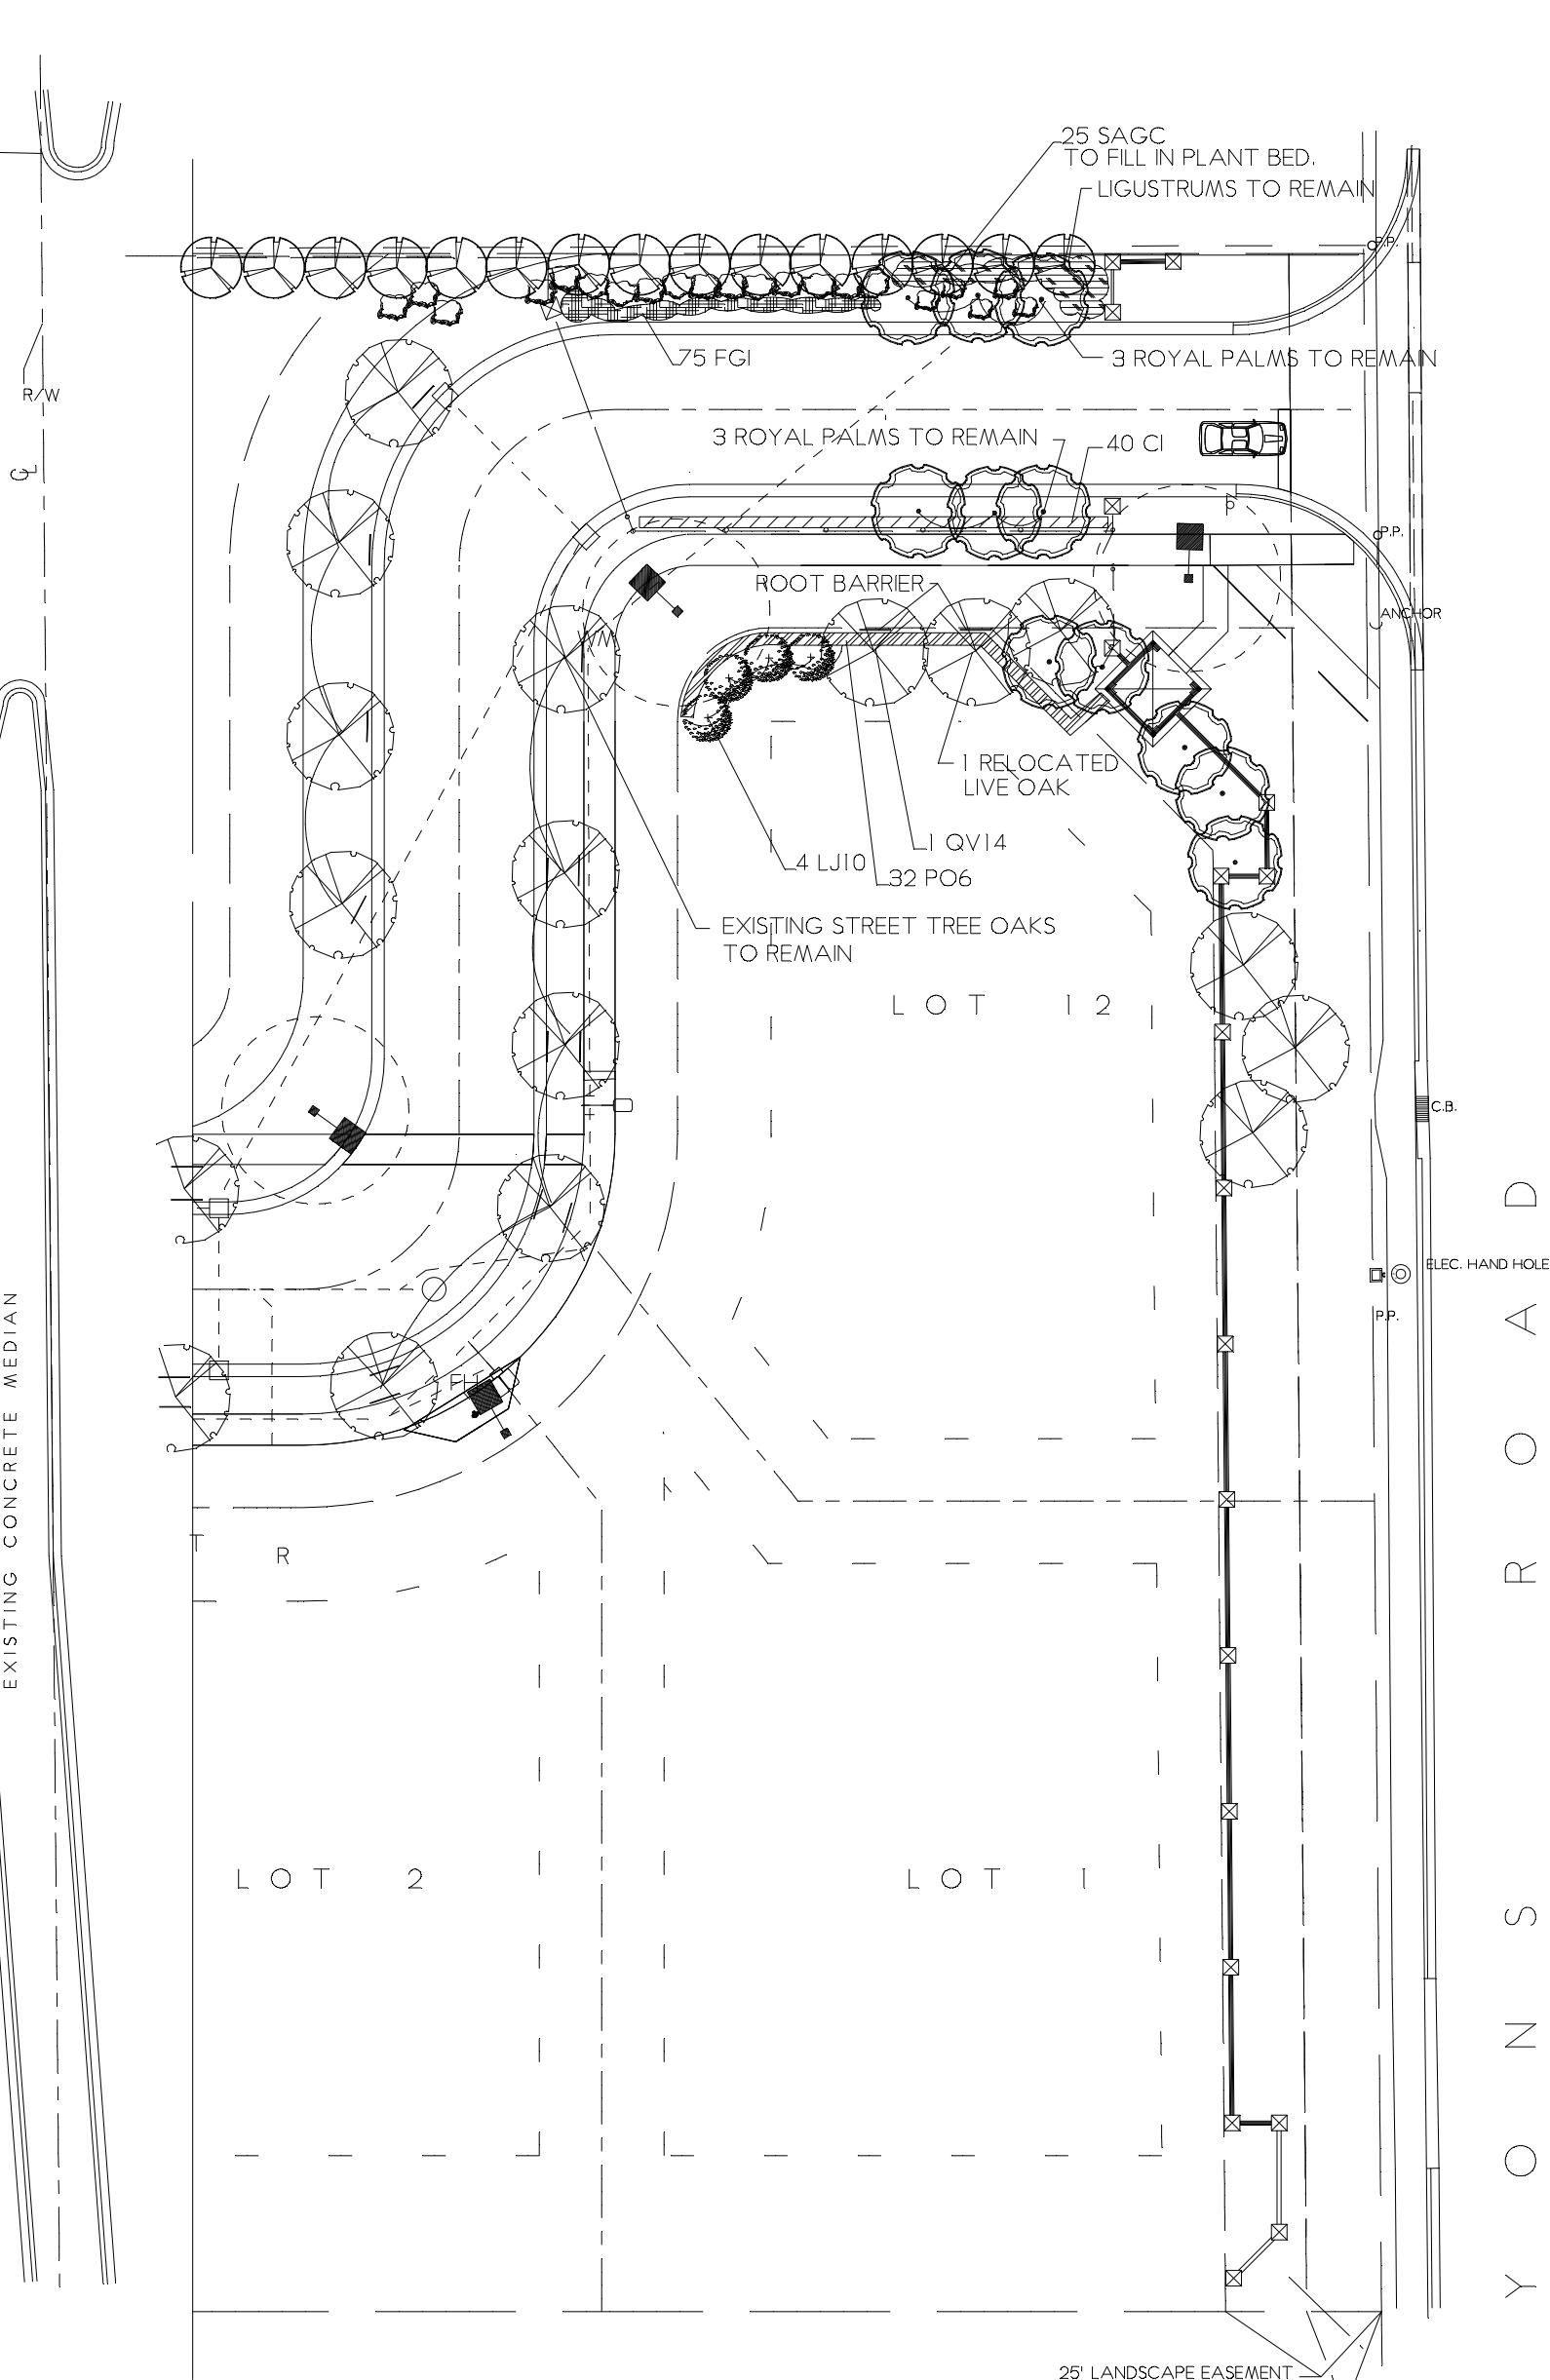 25 SAGC
TO FILL IN PLANT BED.
LIGUSTRUMS TO REMAIN
P.P.
75 FGI
3 ROYAL PALMS TO REMAIN
R/W
3 ROYAL PALMS TO REMAIN
40 CI
CL
P
P.P.
ROOT BARRIER
ANCHOR
WM
1 RELOCATED
LIVE OAK
1 QV14
4 LJ10
32 PO6
EXISTING STREET TREE OAKS
TO REMAIN
LOT 12
C.B.
ELEC. HAND HOLE
P.P.
FH
EXISTING CONCRETE MEDIAN
T R
LOT 2
LOT 1
YONS ROAD
25' LANDSCAPE EASEMENT